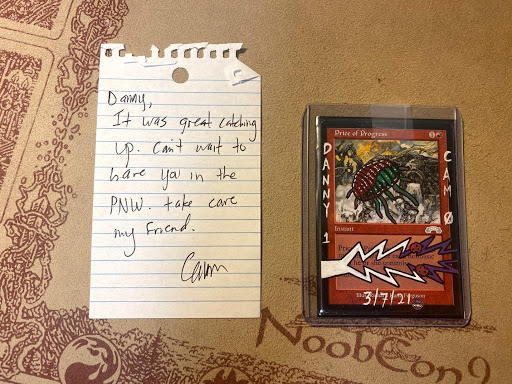 Danny,
It was great catching
up. Can't wait to
have you in the
PNW. take care
my friend.
Cam
Price of Progress
DANNY 1
CAM 0
Instant
3/7/21
NoobCon9